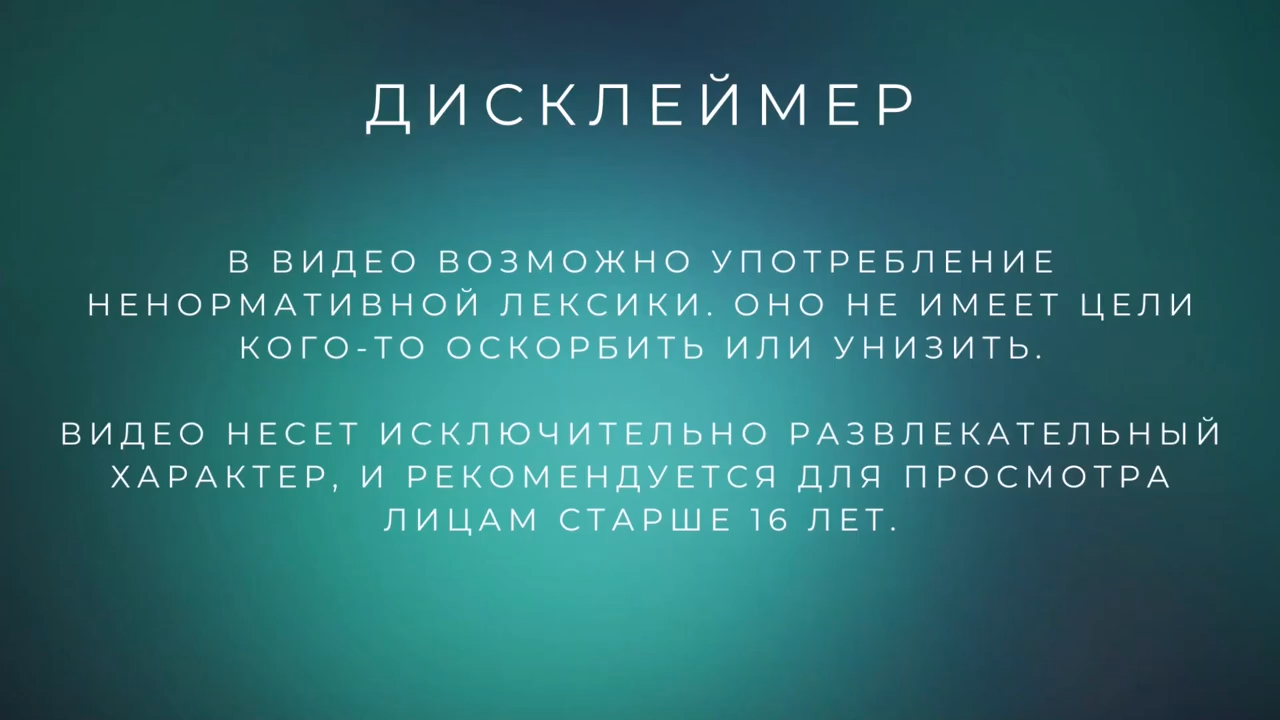 ДИСКЛЕЙМЕР
В ВИДЕО ВОЗМОЖНО УПОТРЕБЛЕНИЕ
НЕНОРМАТИВНОЙ ЛЕКСИКИ. ОНО НЕ ИМЕЕТ ЦЕЛИ
КОГО-ТО ОСКОРБИТЬ ИЛИ УНИЗИТЬ.
ВИДЕО НЕСЕТ ИСКЛЮЧИТЕЛЬНО РАЗВЛЕКАТЕЛЬНЫЙ
ХАРАКТЕР, И РЕКОМЕНДУЕТСЯ ДЛЯ ПРОСМОТРА
ЛИЦАМ СТАРШЕ 16 ЛЕТ.